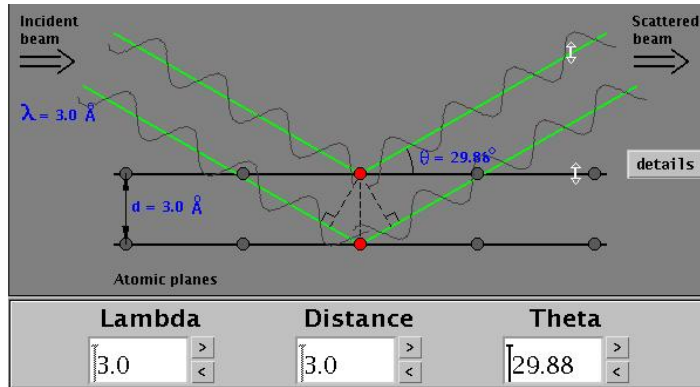 Incident
beam
Scattered
beam
λ = 3.0 Å
θ = 29.88°
details
d = 3.0 Å
Atomic planes
Lambda
Distance
Theta
3.0
>
<
3.0
>
<
29.88
>
<